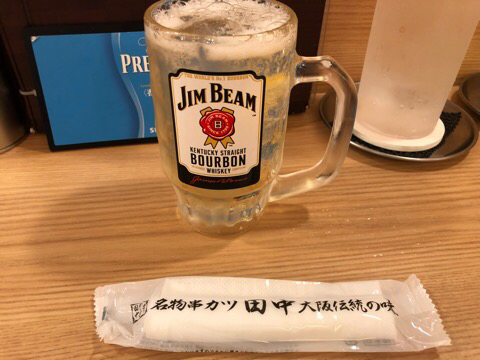 PRE
THE WORLD'S No.1 BOURBON
JIM BEAM
KENTUCKY STRAIGHT
BOURBON
WHISKEY
名物串カツ 田中 大阪伝統の味